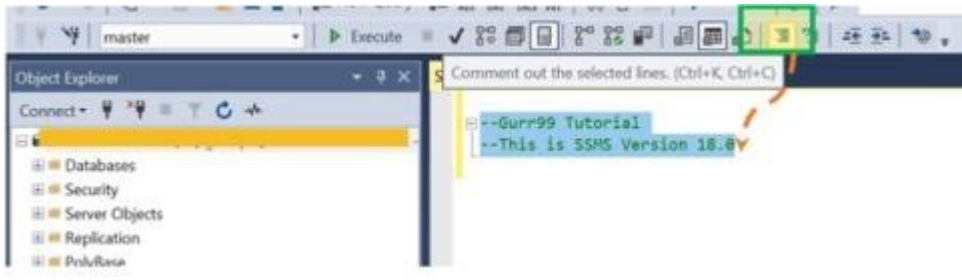 master
Execute
Object Explorer
Comment out the selected lines. (Ctrl+K, Ctrl+C)
Connect
--Gurr99 Tutorial
--This is SSMS Version 18.0
Databases
Security
Server Objects
Replication
PolyBase